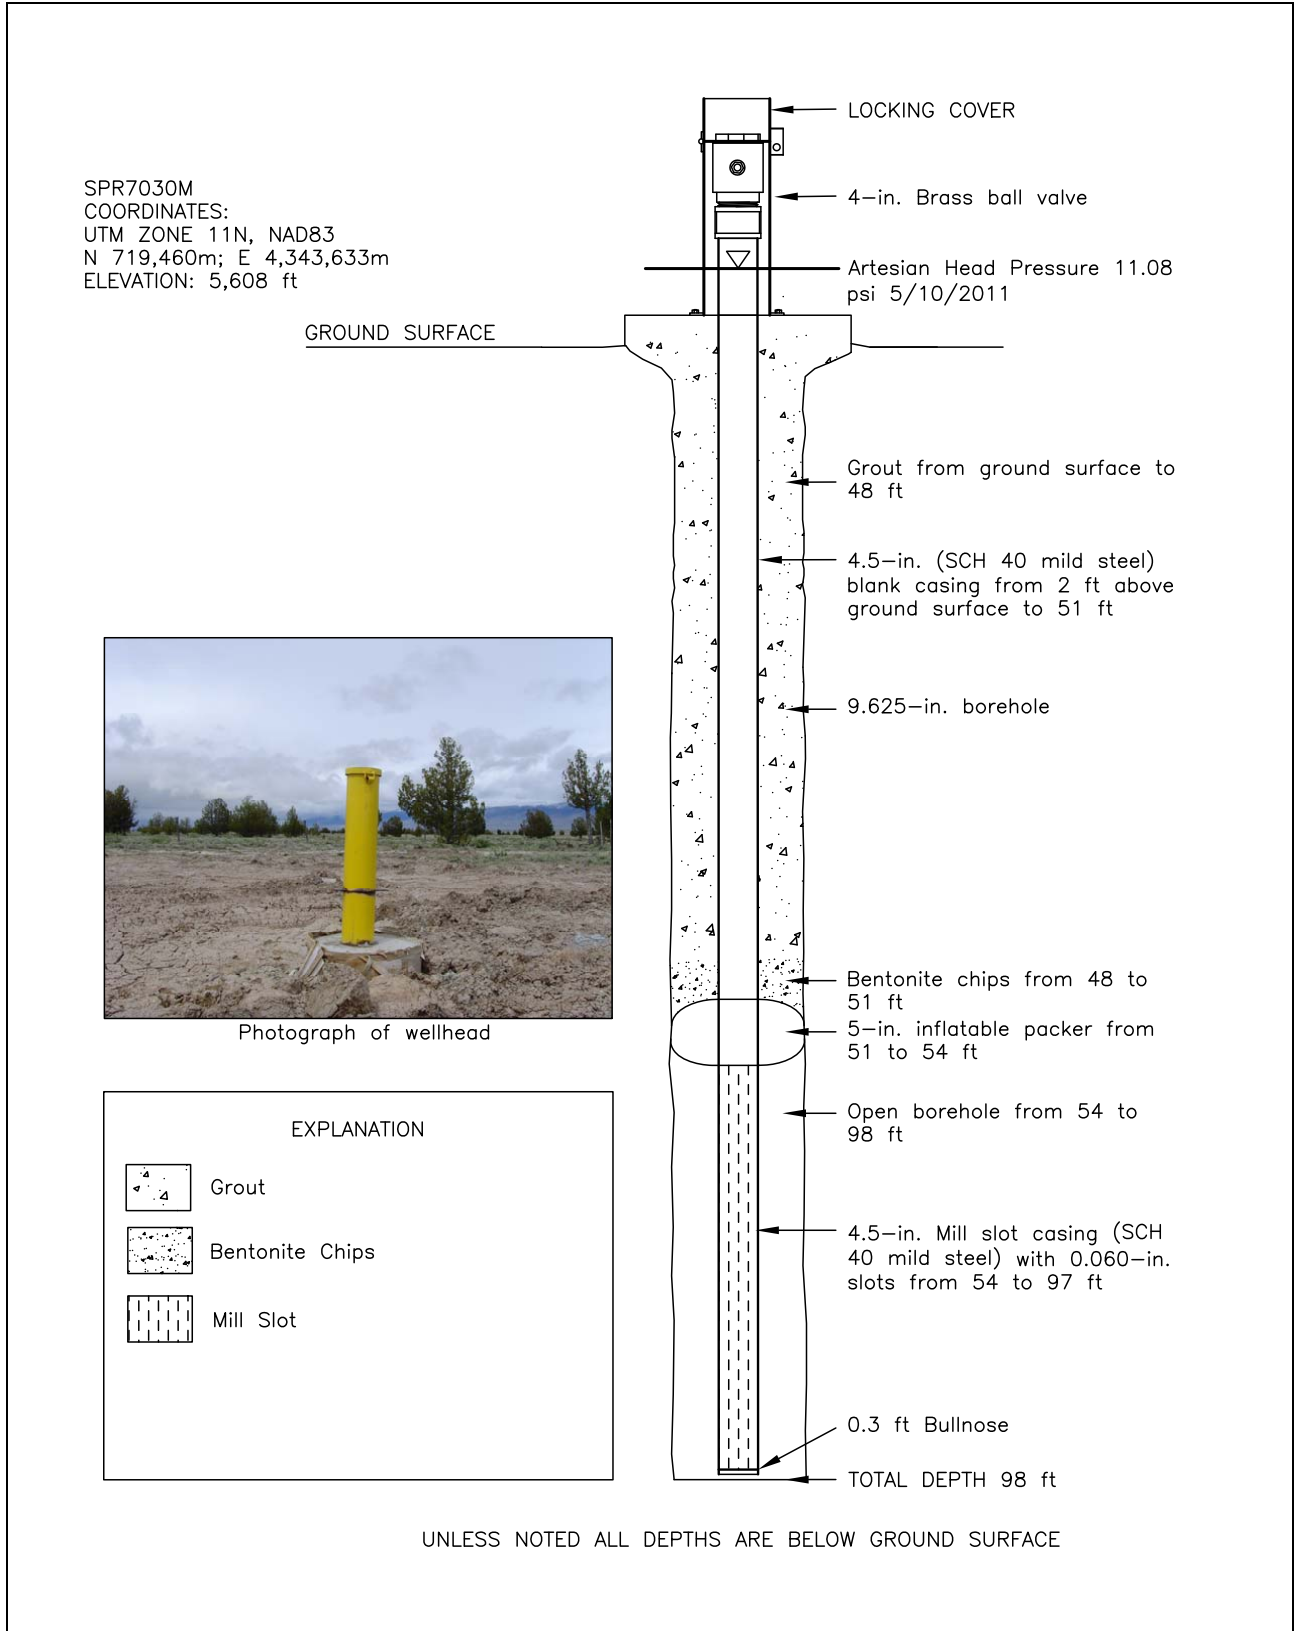 LOCKING COVER
SPR7030M
COORDINATES:
UTM ZONE 11N, NAD83
N 719,460m; E 4,343,633m
ELEVATION: 5,608 ft
4-in. Brass ball valve
Artesian Head Pressure 11.08
psi 5/10/2011
GROUND SURFACE
Grout from ground surface to
48 ft
4.5-in. (SCH 40 mild steel)
blank casing from 2 ft above
ground surface to 51 ft
9.625-in. borehole
Bentonite chips from 48 to
51 ft
5-in. inflatable packer from
51 to 54 ft
Photograph of wellhead
Open borehole from 54 to
98 ft
EXPLANATION
Grout
Bentonite Chips
Mill Slot
4.5-in. Mill slot casing (SCH
40 mild steel) with 0.060-in.
slots from 54 to 97 ft
0.3 ft Bullnose
TOTAL DEPTH 98 ft
UNLESS NOTED ALL DEPTHS ARE BELOW GROUND SURFACE